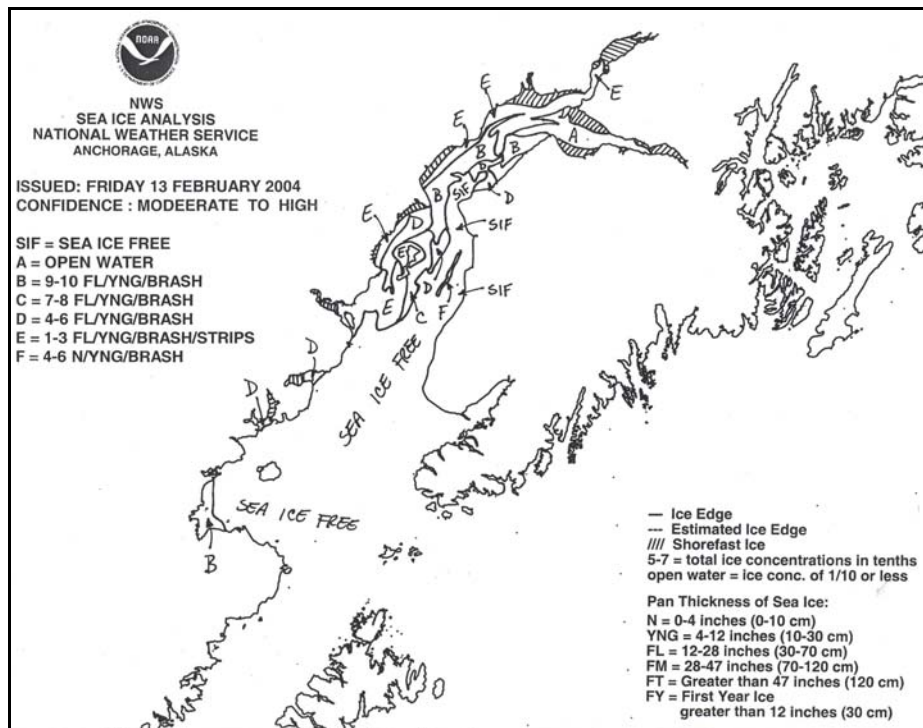 NOAA
NWS
SEA ICE ANALYSIS
NATIONAL WEATHER SERVICE
ANCHORAGE, ALASKA
ISSUED: FRIDAY 13 FEBRUARY 2004
CONFIDENCE : MODEERATE TO HIGH
SIF = SEA ICE FREE
A = OPEN WATER
B = 9-10 FL/YNG/BRASH
C = 7-8 FL/YNG/BRASH
D = 4-6 FL/YNG/BRASH
E = 1-3 FL/YNG/BRASH/STRIPS
F = 4-6 N/YNG/BRASH
E
E
E
A
B
B
D
E
B
SIF
D
E
D
SIF
E
D
SIF
E
C
F
D
D
SEA ICE FREE
SEA ICE FREE
B
— Ice Edge
--- Estimated Ice Edge
//// Shorefast Ice
5-7 = total ice concentrations in tenths
open water = ice conc. of 1/10 or less
Pan Thickness of Sea Ice:
N = 0-4 inches (0-10 cm)
YNG = 4-12 inches (10-30 cm)
FL = 12-28 inches (30-70 cm)
FM = 28-47 inches (70-120 cm)
FT = Greater than 47 inches (120 cm)
FY = First Year Ice
greater than 12 inches (30 cm)